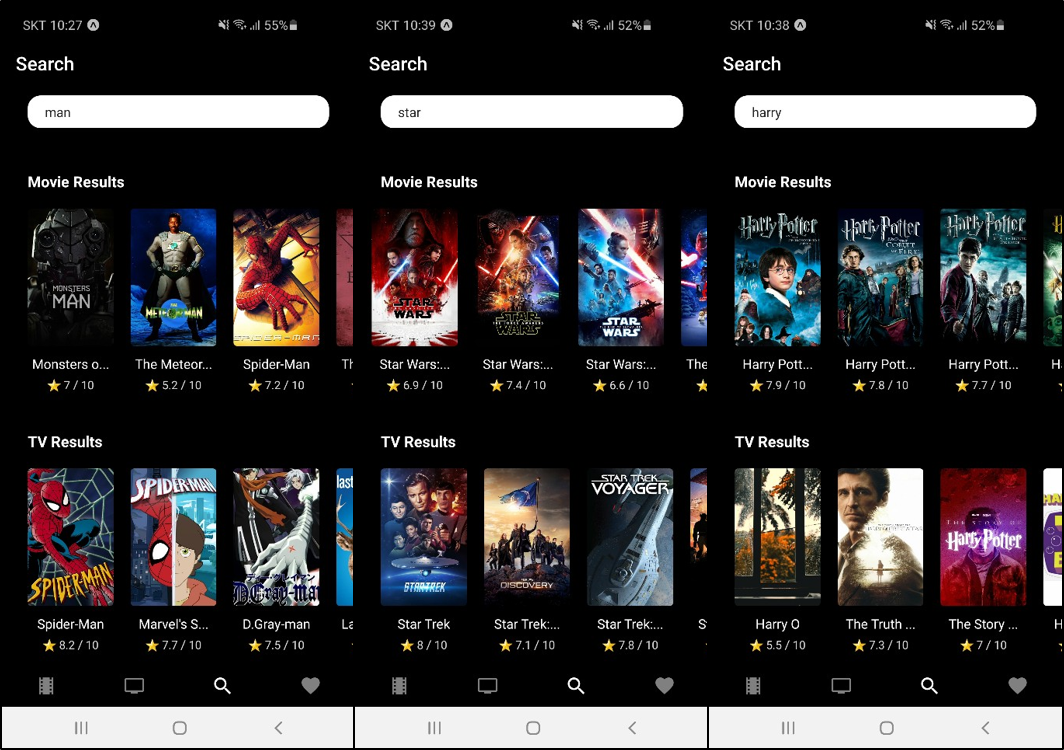 SKT 10:27
55%
Search
man
Movie Results
MONSTERS
OF
MAN
THE
METEOR MAN
SPIDER-MAN
Monsters o...
The Meteor...
Spider-Man
Th
7 / 10
5.2 / 10
7.2 / 10
TV Results
SPIDER-MAN
SPIDER-MAN
D.Gray-man
last
Spider-Man
Marvel's S...
D.Gray-man
La
8.2 / 10
7.7 / 10
7.5 / 10
SKT 10:39
52%
Search
star
Movie Results
STAR
WARS
STAR
WARS
STAR
WARS
Star Wars:...
Star Wars:...
Star Wars:...
The
6.9 / 10
7.4 / 10
6.6 / 10
TV Results
STAR TREK
DISCOVERY
STAR TREK
VOYAGER
Star Trek
Star Trek:...
Star Trek:...
S
8 / 10
7.1 / 10
7.8 / 10
SKT 10:38
52%
Search
harry
Movie Results
Harry Potter
Harry Potter
AND THE
GOBLET
OF FIRE
Harry Potter
Harry Pott...
Harry Pott...
Harry Pott...
H
7.9 / 10
7.8 / 10
7.7 / 10
TV Results
THE STORY OF
Harry Potter
HA
Harry O
The Truth ...
The Story ...
H
5.5 / 10
7.3 / 10
7 / 10